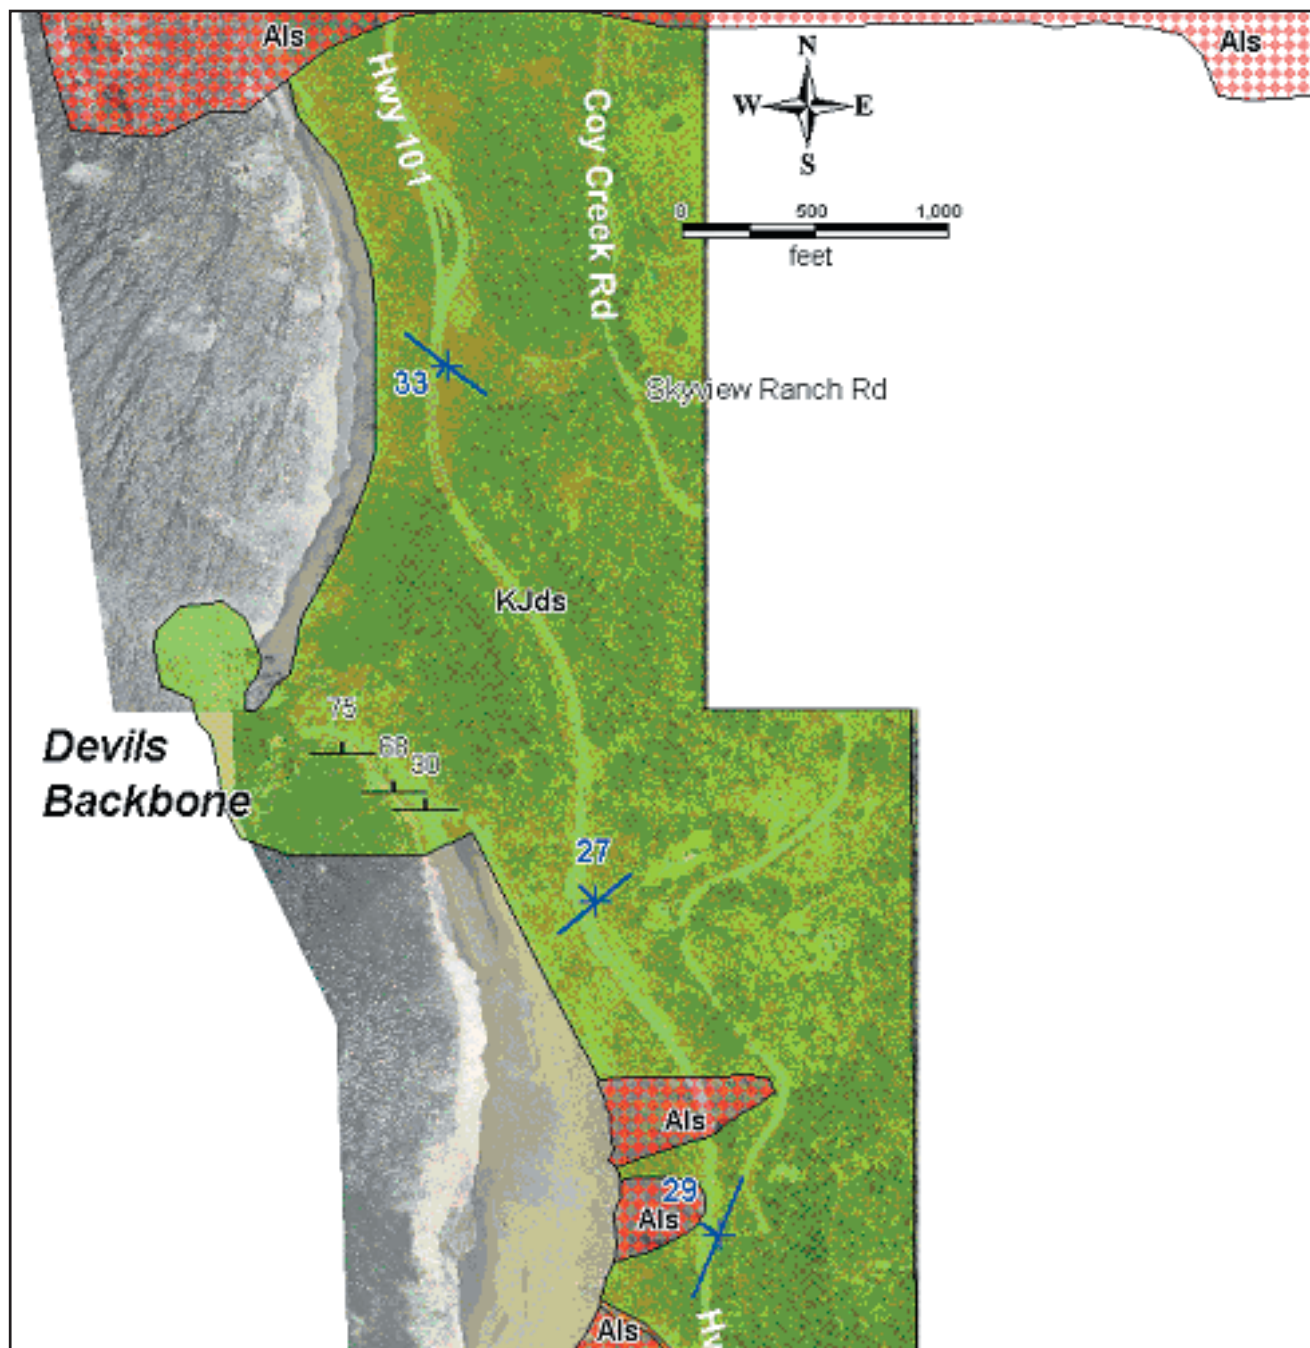 Als
Als
N
W E
S
Hwy 101
Coy Creek Rd
0 500 1,000
feet
33
Skyview Ranch Rd
KJds
75
68
30
Devils
Backbone
27
Als
29
Als
Als